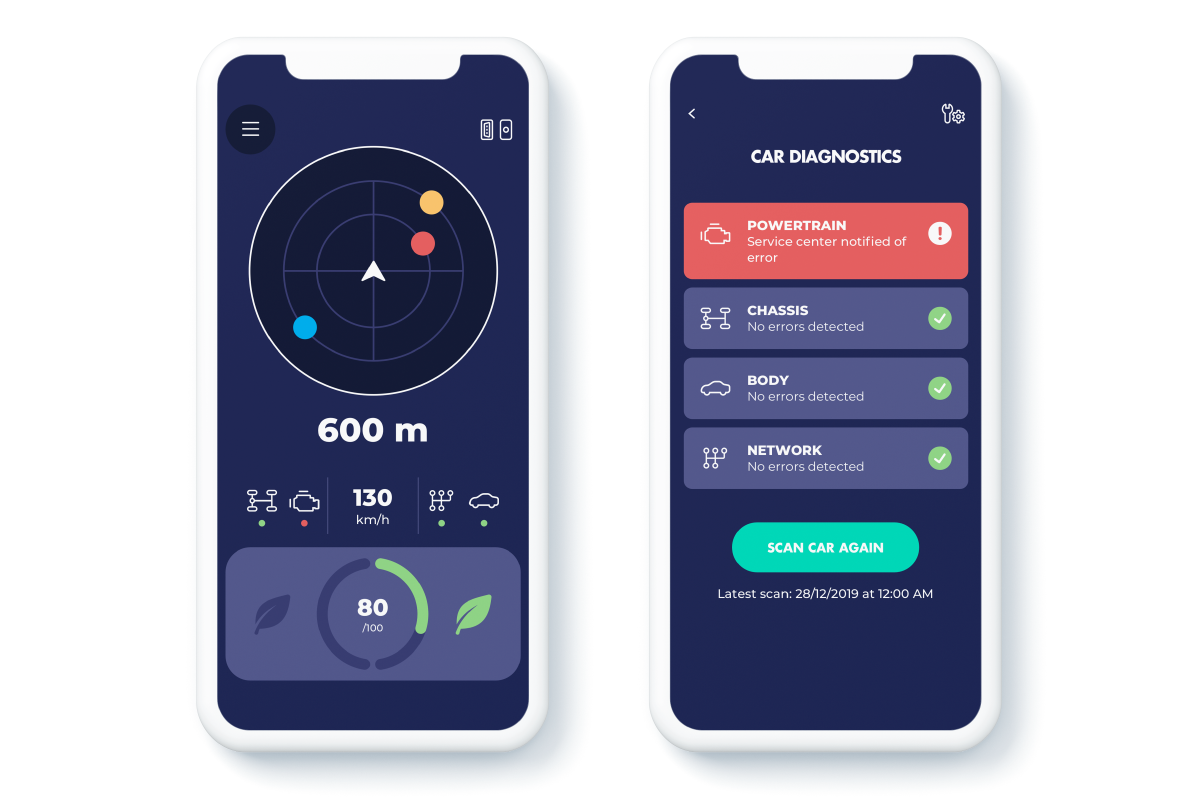 600 m
130
km/h
80
/100
CAR DIAGNOSTICS
POWERTRAIN
Service center notified of
error
CHASSIS
No errors detected
BODY
No errors detected
NETWORK
No errors detected
SCAN CAR AGAIN
Latest scan: 28/12/2019 at 12:00 AM